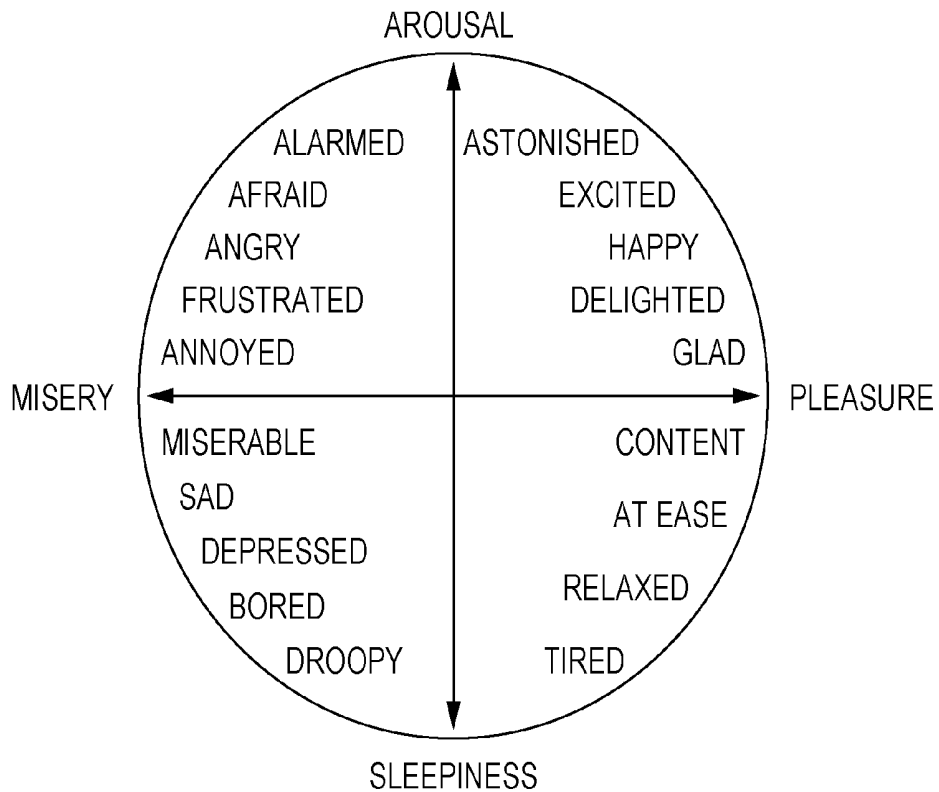 AROUSAL
ALARMED ASTONISHED
AFRAID EXCITED
ANGRY HAPPY
FRUSTRATED DELIGHTED
ANNOYED GLAD
MISERY PLEASURE
MISERABLE CONTENT
SAD AT EASE
DEPRESSED RELAXED
BORED
DROOPY TIRED
SLEEPINESS